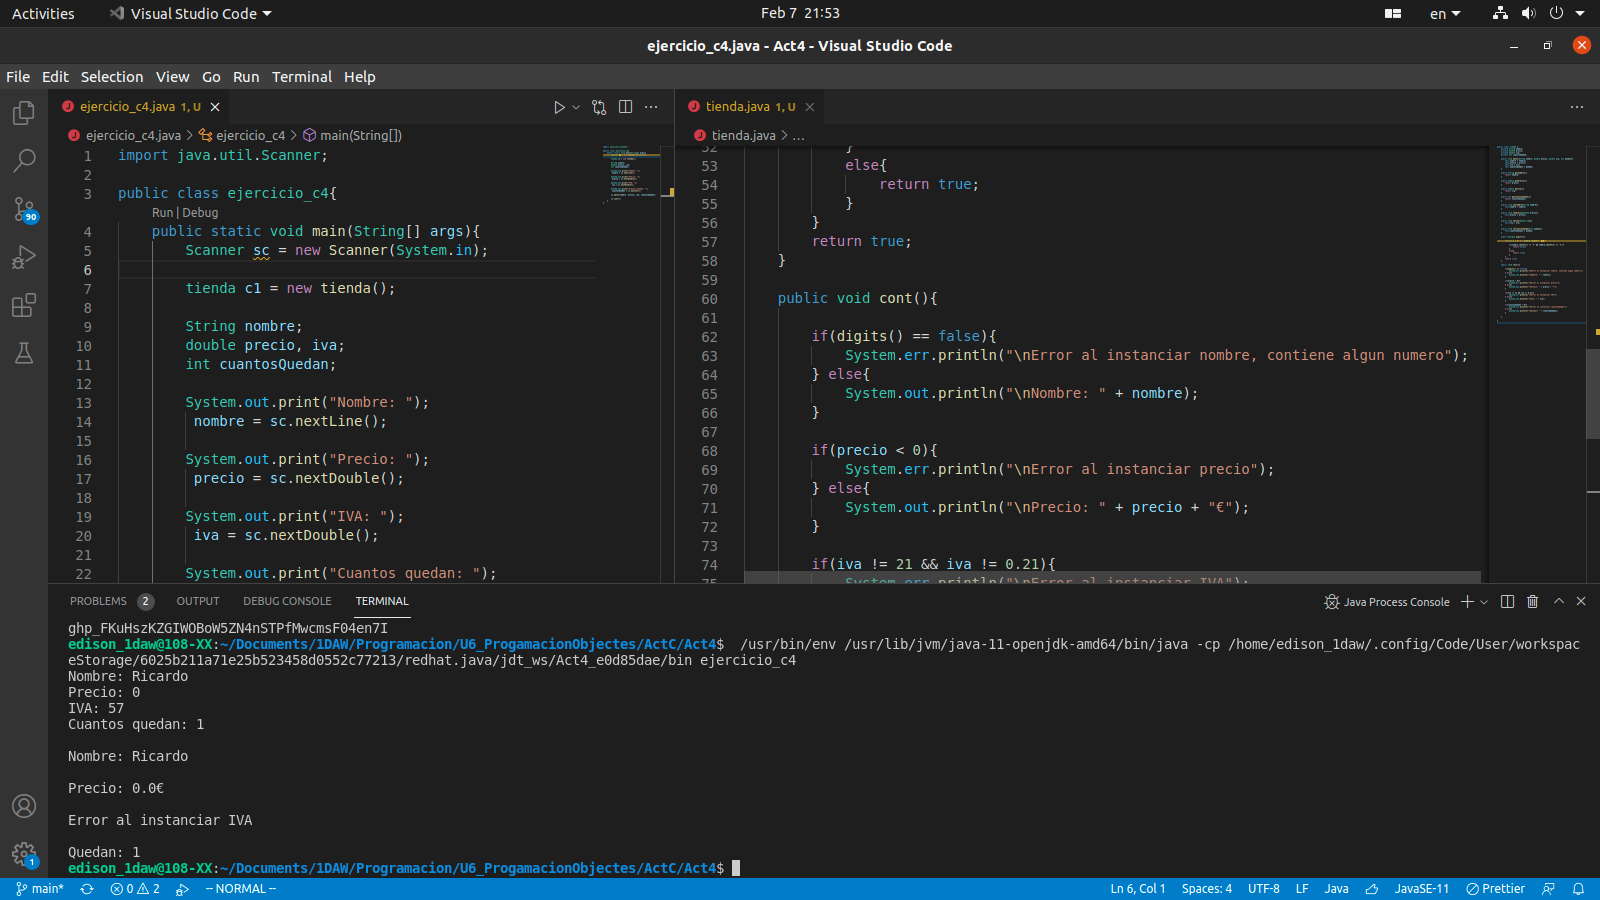 Activities
Visual Studio Code
Feb 7 21:53
en
ejercicio_c4.java - Act4 - Visual Studio Code
File Edit Selection View Go Run Terminal Help
ejercicio_c4.java 1, U
ejercicio_c4.java > ejercicio_c4 > main(String[])
1 import java.util.Scanner;
2
3 public class ejercicio_c4{
Run | Debug
4 public static void main(String[] args){
5 Scanner sc = new Scanner(System.in);
6
7 tienda c1 = new tienda();
8
9 String nombre;
10 double precio, iva;
11 int cuantosQuedan;
12
13 System.out.print("Nombre: ");
14 nombre = sc.nextLine();
15
16 System.out.print("Precio: ");
17 precio = sc.nextDouble();
18
19 System.out.print("IVA: ");
20 iva = sc.nextDouble();
21
22 System.out.print("Cuantos quedan: ");
tienda.java 1, U
tienda.java > ...
52 }
53 else{
54 return true;
55 }
56 }
57 return true;
58 }
59
60 public void cont(){
61
62 if(digits() == false){
63 System.err.println("\nError al instanciar nombre, contiene algun numero");
64 } else{
65 System.out.println("\nNombre: " + nombre);
66 }
67
68 if(precio < 0){
69 System.err.println("\nError al instanciar precio");
70 } else{
71 System.out.println("\nPrecio: " + precio + "€");
72 }
73
74 if(iva != 21 && iva != 0.21){
75 System.err.println("\nError al instanciar IVA");
90
1
PROBLEMS 2 OUTPUT DEBUG CONSOLE TERMINAL
Java Process Console
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
edison_1daw@108-XX:~/Documents/1DAW/Programacion/U6_ProgamacionObjectes/ActC/Act4$ /usr/bin/env /usr/lib/jvm/java-11-openjdk-amd64/bin/java -cp /home/edison_1daw/.config/Code/User/workspac
eStorage/6025b211a71e25b523458d0552c77213/redhat.java/jdt_ws/Act4_e0d85dae/bin ejercicio_c4
Nombre: Ricardo
Precio: 0
IVA: 57
Cuantos quedan: 1
Nombre: Ricardo
Precio: 0.0€
Error al instanciar IVA
Quedan: 1
edison_1daw@108-XX:~/Documents/1DAW/Programacion/U6_ProgamacionObjectes/ActC/Act4$
main* 0 2 -- NORMAL --
Ln 6, Col 1 Spaces: 4 UTF-8 LF Java JavaSE-11 Prettier